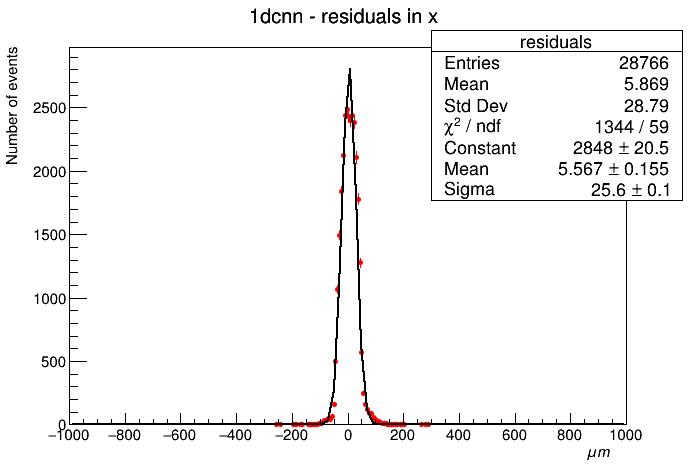 1dcnn - residuals in x
residuals
Entries 28766
Mean 5.869
Std Dev 28.79
χ² / ndf 1344 / 59
Constant 2848 ± 20.5
Mean 5.567 ± 0.155
Sigma 25.6 ± 0.1
Number of events
2500
2000
1500
1000
500
0
−1000 −800 −600 −400 −200 0 200 400 600 800 1000
μm